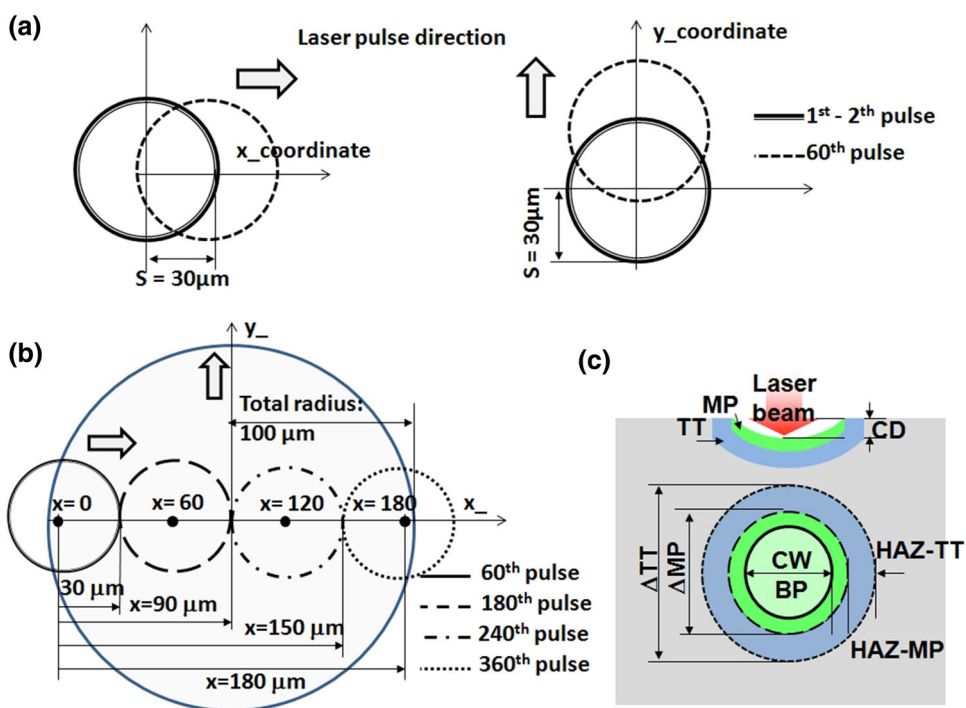 (a)
Laser pulse direction
x_coordinate
S = 30µm
y_coordinate
S = 30µm
1st - 2th pulse
60th pulse
(b)
y_
Total radius:
100 µm
x= 0
x= 60
x= 120
x= 180
x_
30 µm
x=90 µm
x=150 µm
x=180 µm
60th pulse
180th pulse
240th pulse
360th pulse
(c)
Laser
beam
MP
TT
CD
ΔTT
ΔMP
CW
BP
HAZ-TT
HAZ-MP